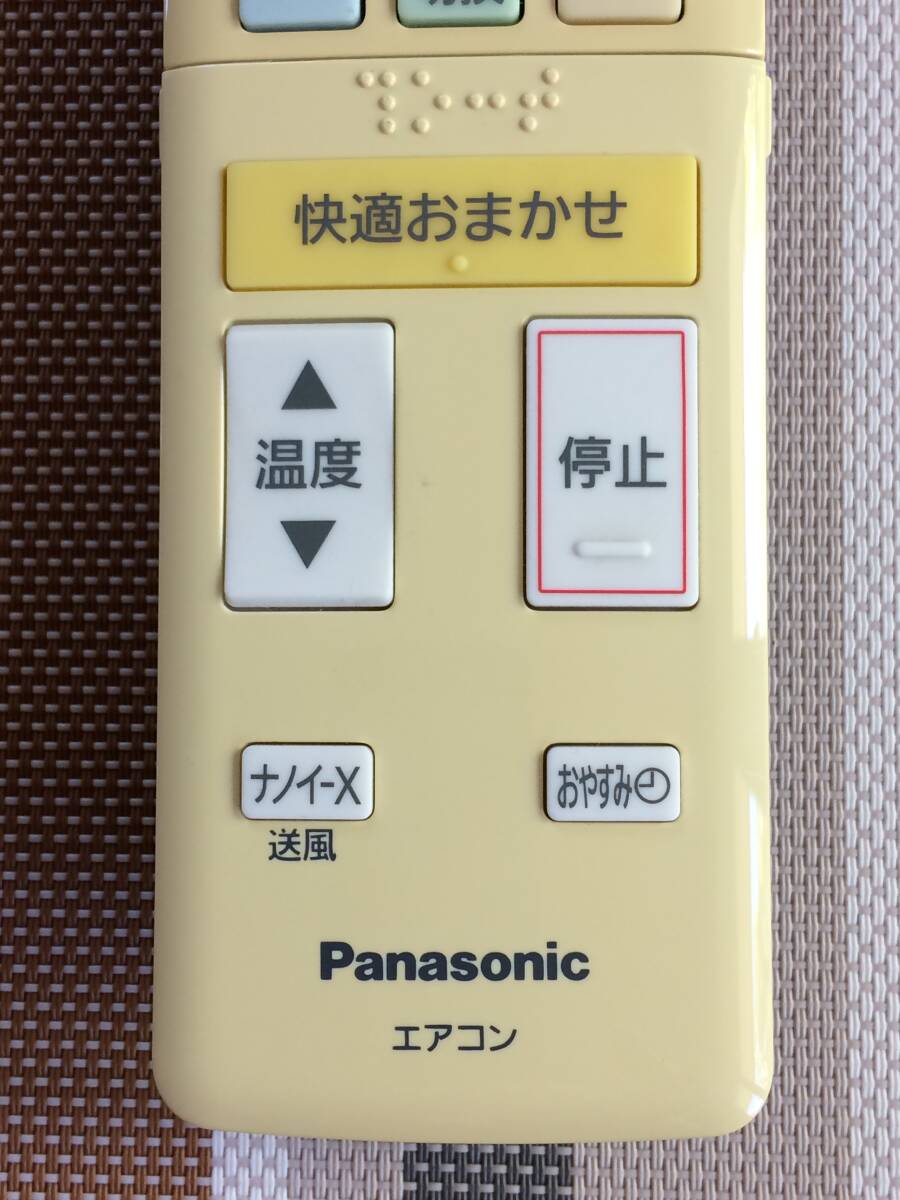 快適おまかせ
温度
停止
ナノイーX
おやすみ
送風
Panasonic
エアコン